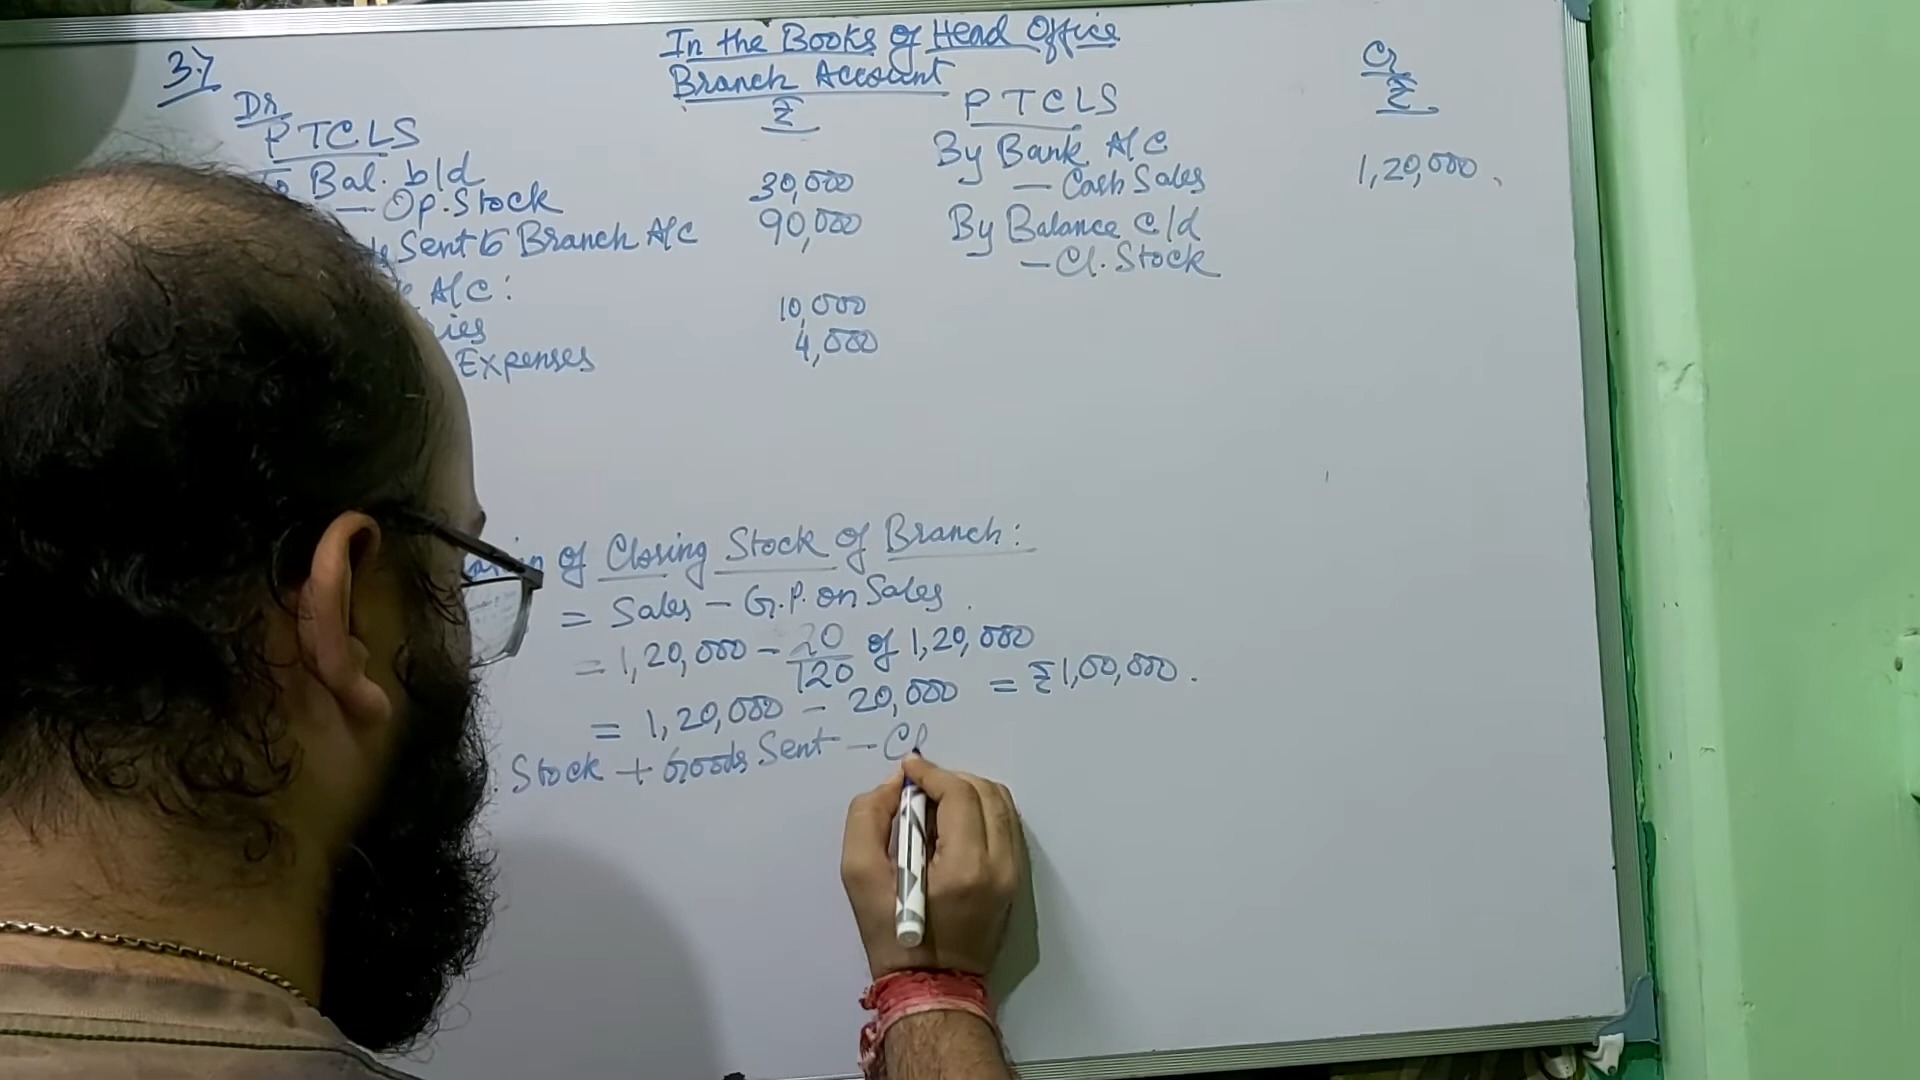 In the Books of Head Office
Branch Account
3.7
Dr
Cr
PTCLS ₹ PTCLS ₹
To Bal. b/d By Bank A/C
— Op. Stock 30,000 — Cash Sales 1,20,000
Sent to Branch A/C 90,000 By Balance c/d
— Cl. Stock
A/C:
10,000
Expenses 4,000
of Closing Stock of Branch:
= Sales — G.P. on Sales
= 1,20,000 — 20/120 of 1,20,000
= 1,20,000 — 20,000 = ₹1,00,000.
Stock + Goods Sent — Cl